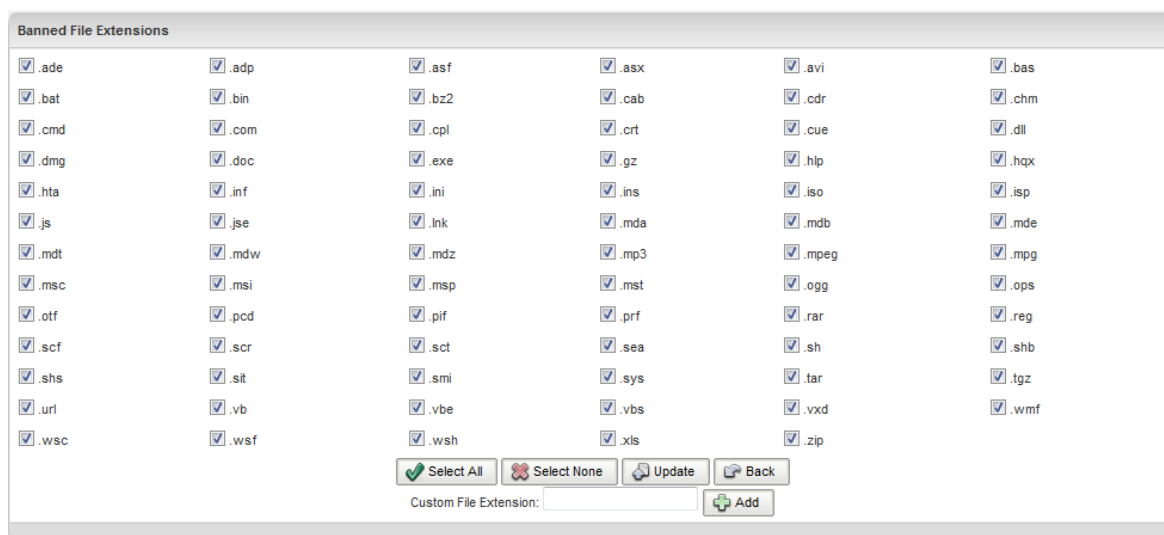 Banned File Extensions
.ade .adp .asf .asx .avi .bas
.bat .bin .bz2 .cab .cdr .chm
.cmd .com .cpl .crt .cue .dll
.dmg .doc .exe .gz .hlp .hqx
.hta .inf .ini .ins .iso .isp
.js .jse .lnk .mda .mdb .mde
.mdt .mdw .mdz .mp3 .mpeg .mpg
.msc .msi .msp .mst .ogg .ops
.otf .pcd .pif .prf .rar .reg
.scf .scr .sct .sea .sh .shb
.shs .sit .smi .sys .tar .tgz
.url .vb .vbe .vbs .vxd .wmf
.wsc .wsf .wsh .xls .zip
Select All Select None Update Back
Custom File Extension: Add